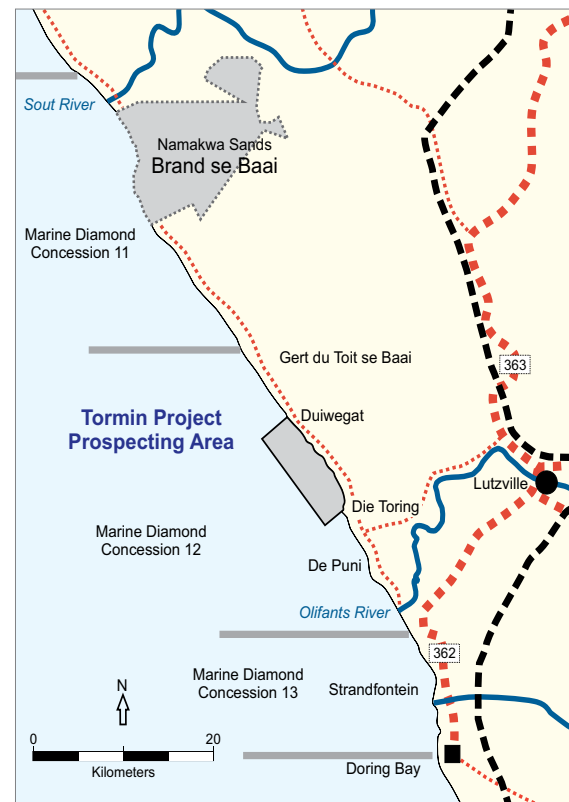 Sout River
Namakwa Sands
Brand se Baai
Marine Diamond
Concession 11
Gert du Toit se Baai
363
Tormin Project
Prospecting Area
Duiwegat
Lutzville
Die Toring
Marine Diamond
Concession 12
De Puni
Olifants River
362
Marine Diamond
Concession 13
Strandfontein
N
0 20
Kilometers
Doring Bay